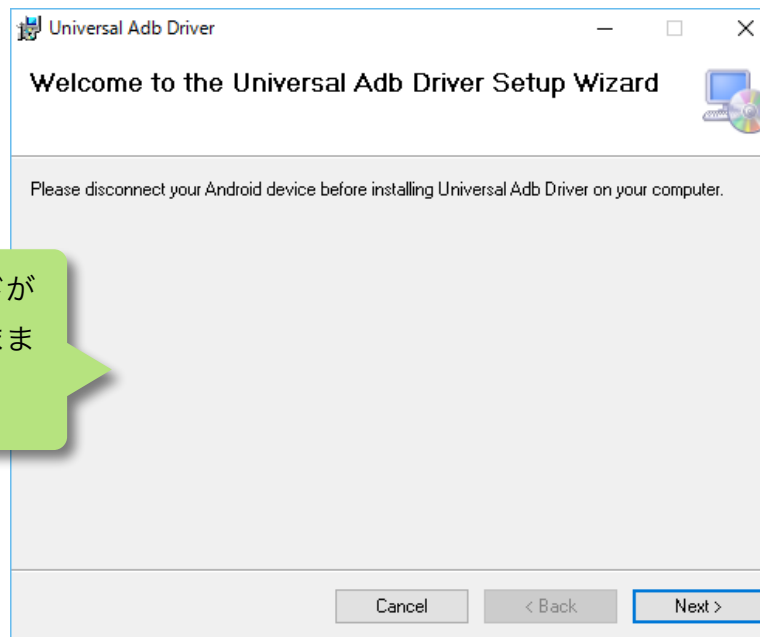 Universal Adb Driver
Welcome to the Universal Adb Driver Setup Wizard
Please disconnect your Android device before installing Universal Adb Driver on your computer.
が
ま
Cancel
< Back
Next >